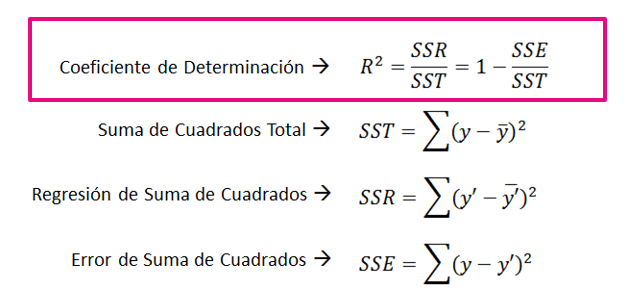 Coeficiente de Determinación → R² = SSR/SST = 1 − SSE/SST
Suma de Cuadrados Total → SST = ∑(y − ȳ)²
Regresión de Suma de Cuadrados → SSR = ∑(y′ − y̅′)²
Error de Suma de Cuadrados → SSE = ∑(y − y′)²